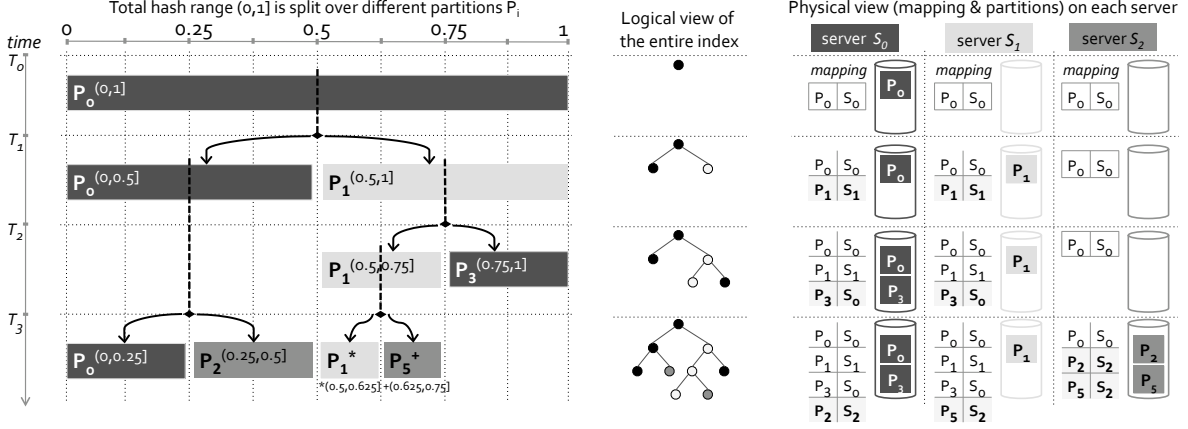 Total hash range (0,1] is split over different partitions Pi
Logical view of
the entire index
Physical view (mapping & partitions) on each server
time
0 0.25 0.5 0.75 1
server S0 server S1 server S2
T0
P0(0,1]
mapping mapping mapping
P0 S0 P0 P0 S0 P0 S0
T1
P0(0,0.5] P1(0.5,1]
P0 S0 P0 P0 S0 P1 P0 S0
P1 S1 P1 S1
T2
P1(0.5,0.75] P3(0.75,1]
P0 S0 P0 P0 S0 P1 P0 S0
P1 S1 P1 S1
P3 S0 P3 P3 S0
T3
P0(0,0.25] P2(0.25,0.5] P1* P5+
*(0.5,0.625] +(0.625,0.75]
P0 S0 P0 P0 S0 P1 P0 S0 P2
P1 S1 P1 S1 P2 S2
P3 S0 P3 P3 S0 P5 S2 P5
P2 S2 P5 S2